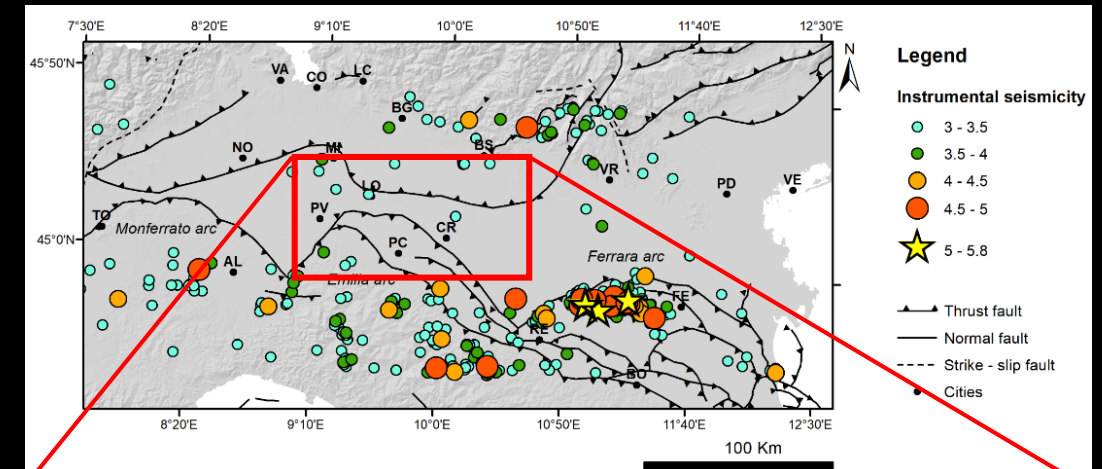 7°30'E 8°20'E 9°10'E 10°0'E 10°50'E 11°40'E 12°30'E
45°50'N
45°0'N
VA
CO
LC
BG
NO
MI
BS
VR
PD
VE
LO
TO
PV
CR
Monferrato arc
PC
AL
Emilia arc
Ferrara arc
FE
RE
BO
8°20'E 9°10'E 10°0'E 10°50'E 11°40'E 12°30'E
N
Legend
Instrumental seismicity
3 - 3.5
3.5 - 4
4 - 4.5
4.5 - 5
5 - 5.8
Thrust fault
Normal fault
Strike - slip fault
Cities
100 Km